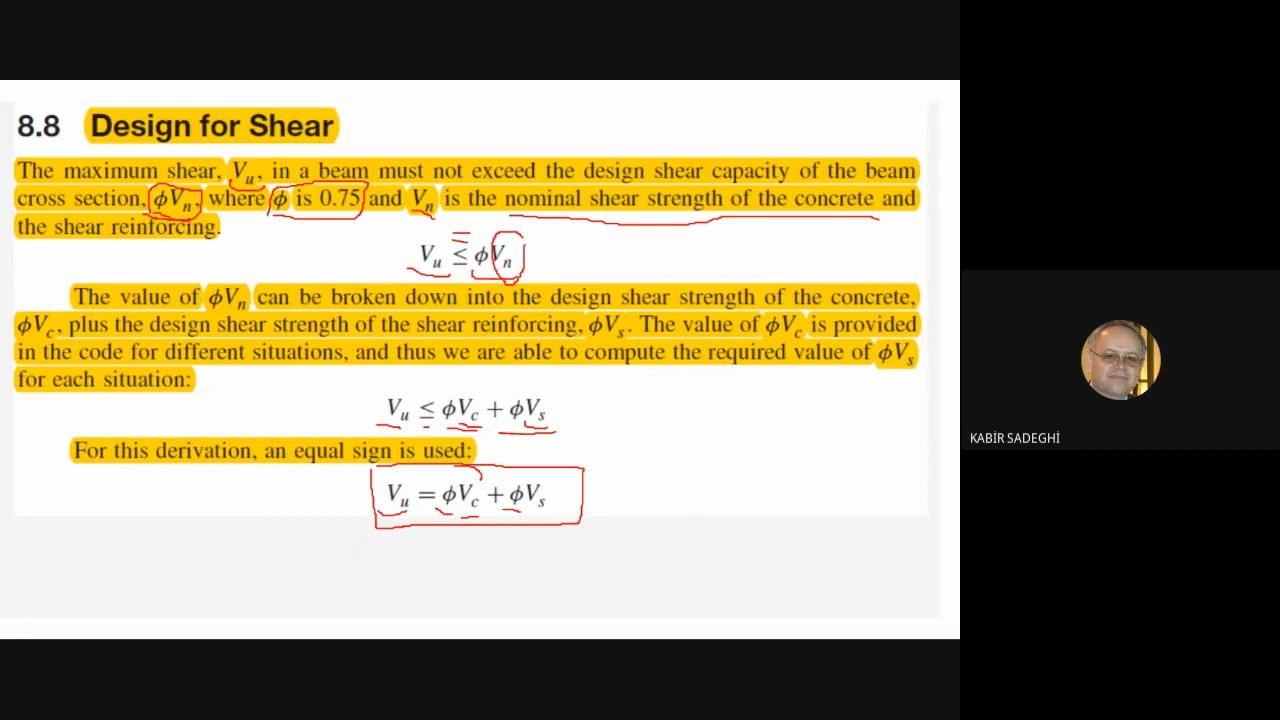 8.8 Design for Shear
The maximum shear, Vu, in a beam must not exceed the design shear capacity of the beam
cross section, ϕVn, where ϕ is 0.75 and Vn is the nominal shear strength of the concrete and
the shear reinforcing.
Vu ≤ ϕVn
The value of ϕVn can be broken down into the design shear strength of the concrete,
ϕVc, plus the design shear strength of the shear reinforcing, ϕVs. The value of ϕVc is provided
in the code for different situations, and thus we are able to compute the required value of ϕVs
for each situation:
Vu ≤ ϕVc + ϕVs
For this derivation, an equal sign is used:
Vu = ϕVc + ϕVs
KABİR SADEGHİ